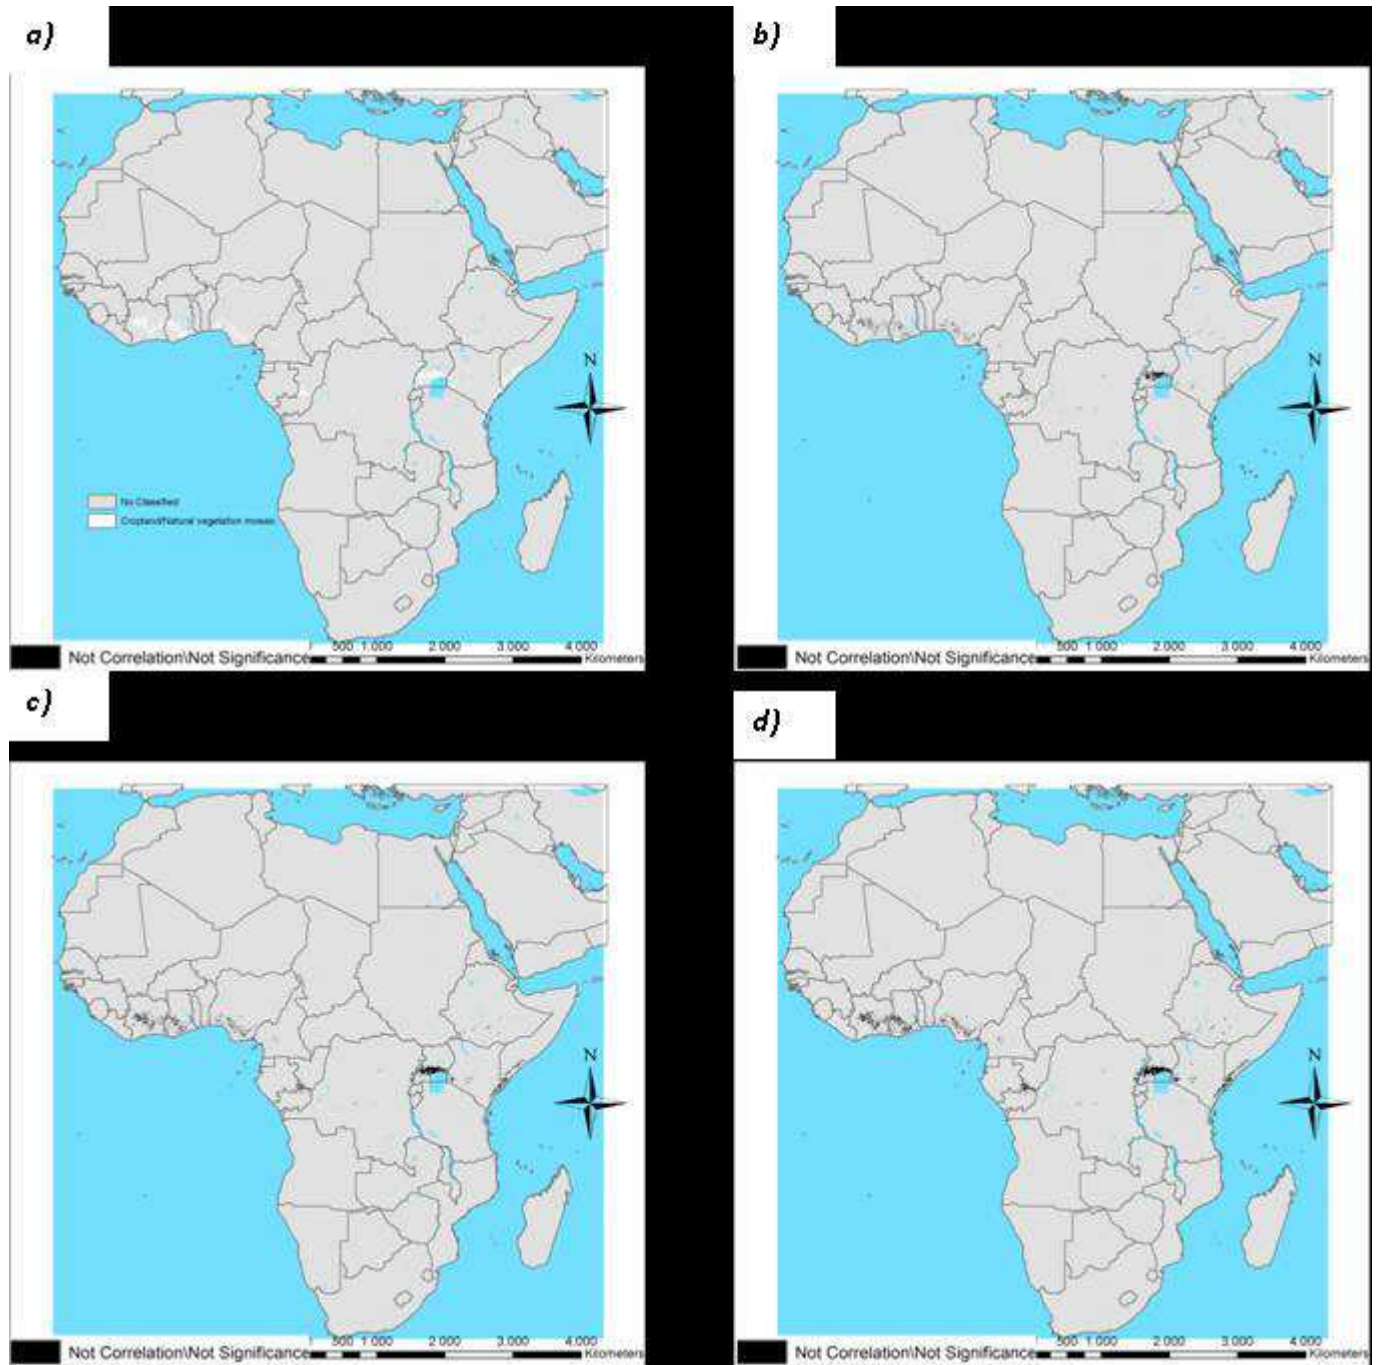 a)
b)
N
N
No Classified
Cropland/Natural vegetation mosaic
500 1 000 2 000 3 000 4 000
Not Correlation\Not Significance
Kilometers
500 1 000 2 000 3 000 4 000
Not Correlation\Not Significance
Kilometers
c)
d)
N
N
500 1 000 2 000 3 000 4 000
Not Correlation\Not Significance
Kilometers
500 1 000 2 000 3 000 4 000
Not Correlation\Not Significance
Kilometers